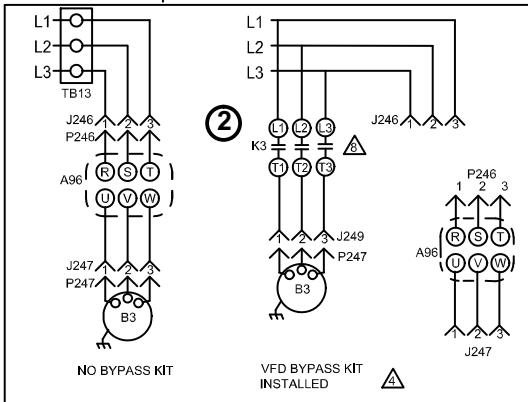 L1
L2
L3
TB13
J246
1 2 3
P246
A96
R S T
U V W
J247
1 2 3
P247
B3
NO BYPASS KIT
2
L1
L2
L3
L1 L2 L3
K3
8
T1 T2 T3
J249
1 2 3
P247
B3
VFD BYPASS KIT
INSTALLED
4
J246
1 2 3
P246
1 2 3
R S T
A96
U V W
1 2 3
J247